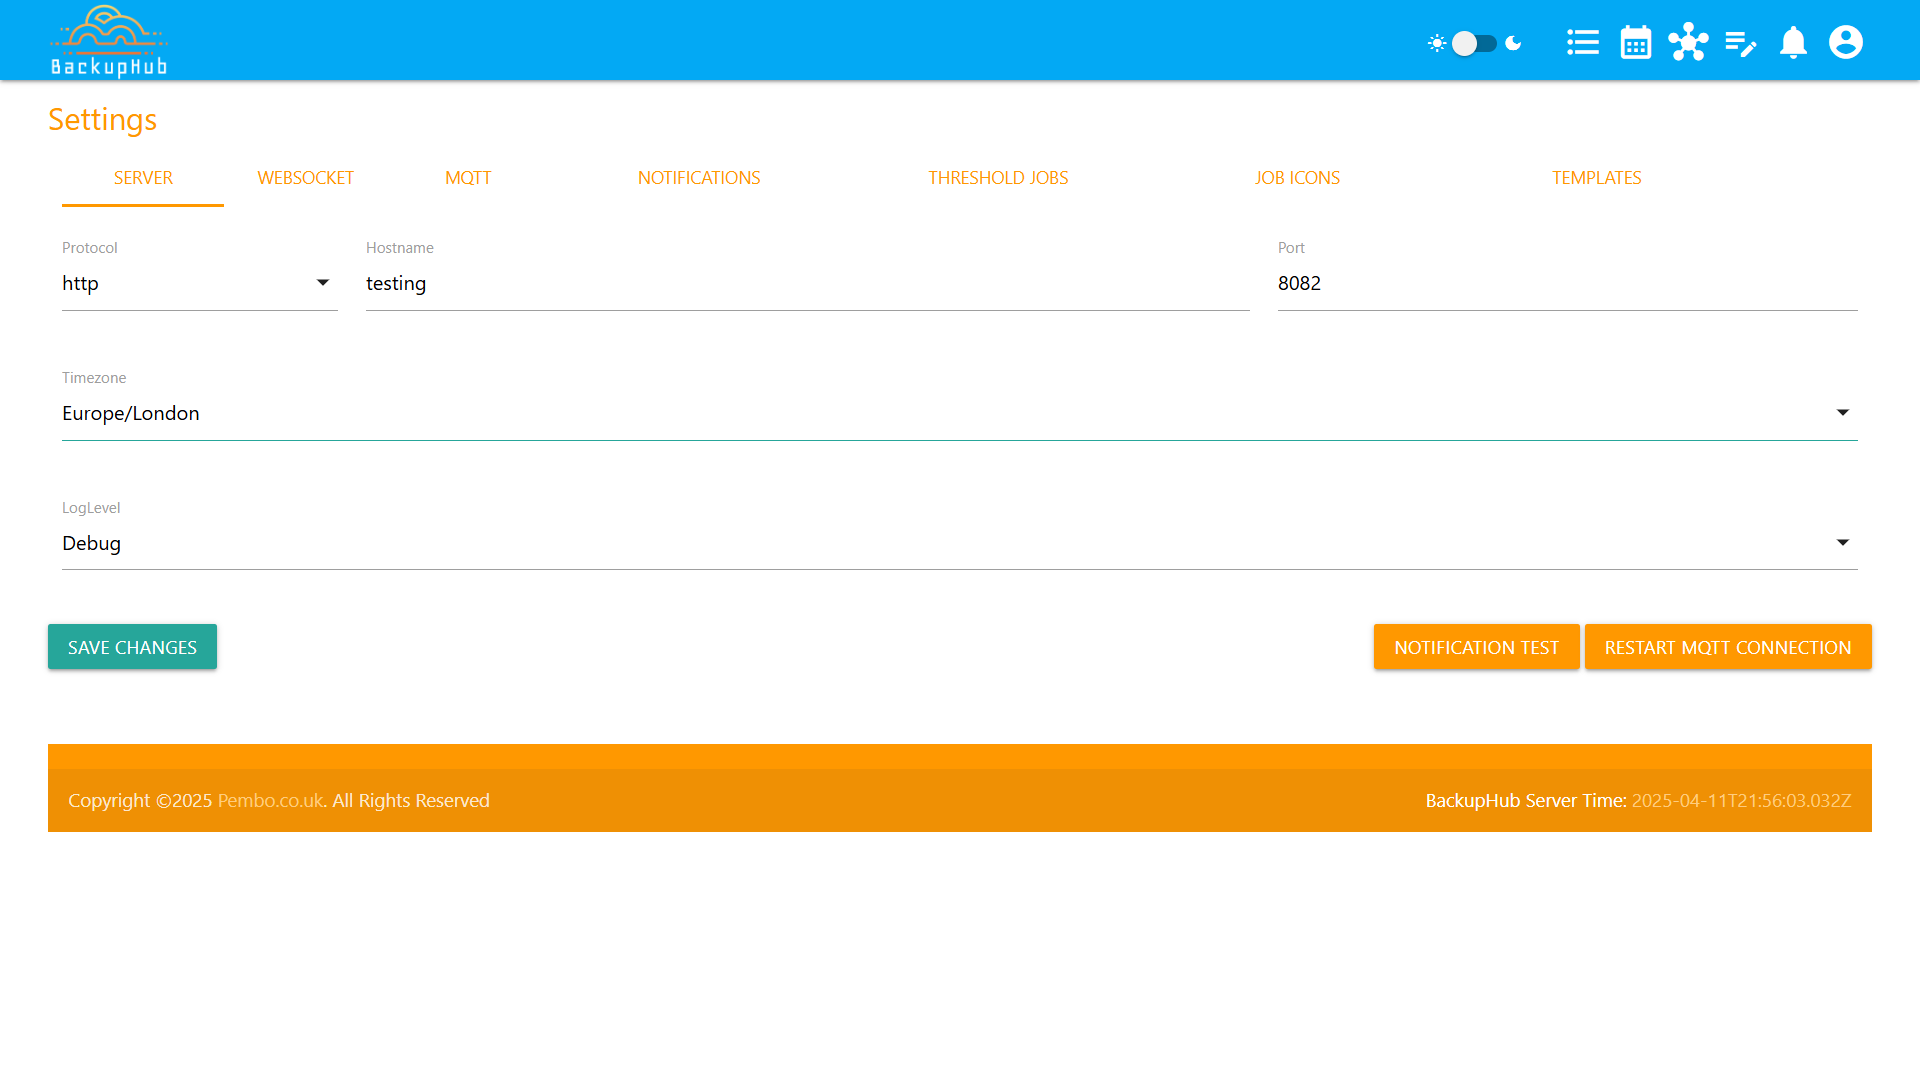 BackupHub
Settings
SERVER WEBSOCKET MQTT NOTIFICATIONS THRESHOLD JOBS JOB ICONS TEMPLATES
Protocol Hostname Port
http testing 8082
Timezone
Europe/London
LogLevel
Debug
SAVE CHANGES NOTIFICATION TEST RESTART MQTT CONNECTION
Copyright ©2025 Pembo.co.uk. All Rights Reserved BackupHub Server Time: 2025-04-11T21:56:03.032Z